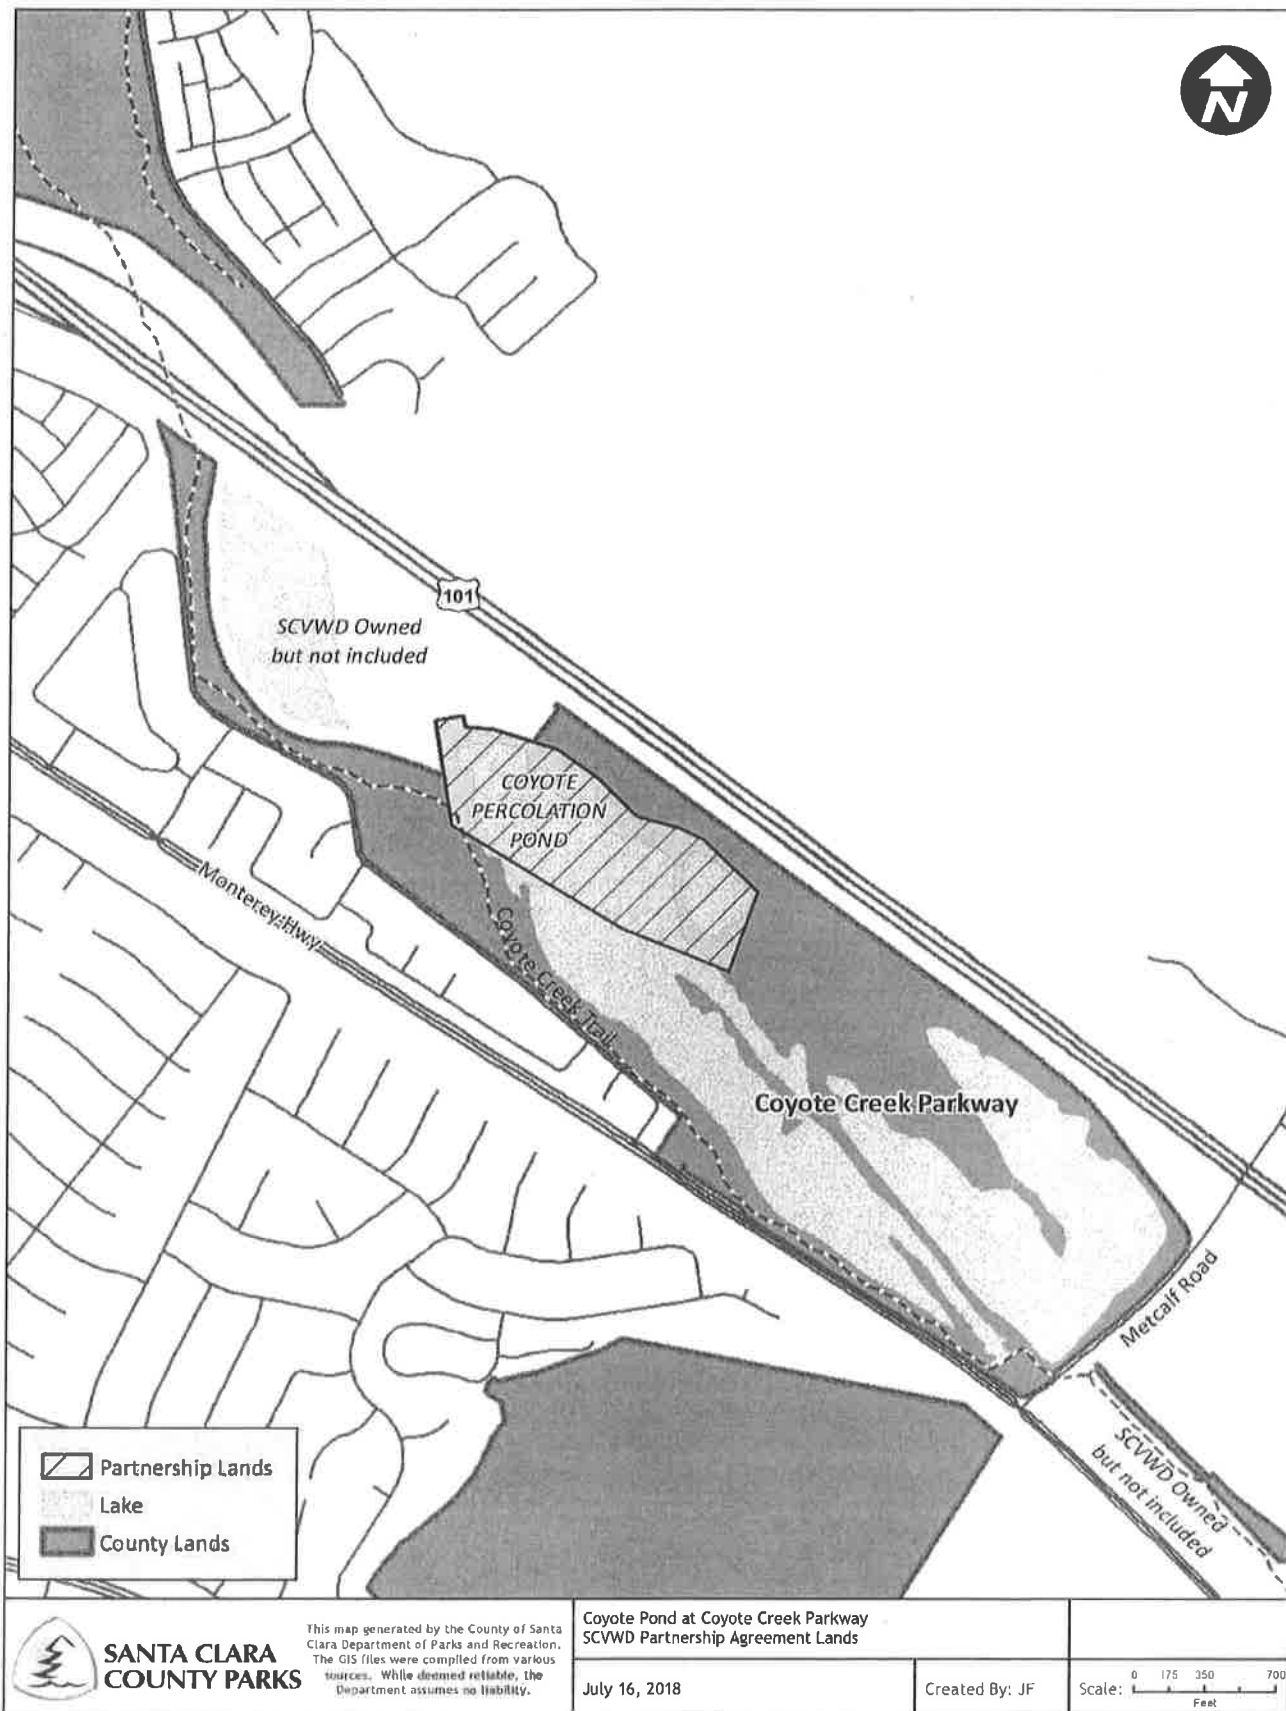 N
101
SCVWD Owned
but not included
COYOTE
PERCOLATION
POND
Monterey Hwy
Coyote Creek Trail
Coyote Creek Parkway
Metcalf Road
SCVWD Owned
but not included
Partnership Lands
Lake
County Lands
SANTA CLARA
COUNTY PARKS
This map generated by the County of Santa
Clara Department of Parks and Recreation.
The GIS files were compiled from various
sources. While deemed reliable, the
Department assumes no liability.
Coyote Pond at Coyote Creek Parkway
SCVWD Partnership Agreement Lands
July 16, 2018
Created By: JF
Scale:
0 175 350 700
Feet